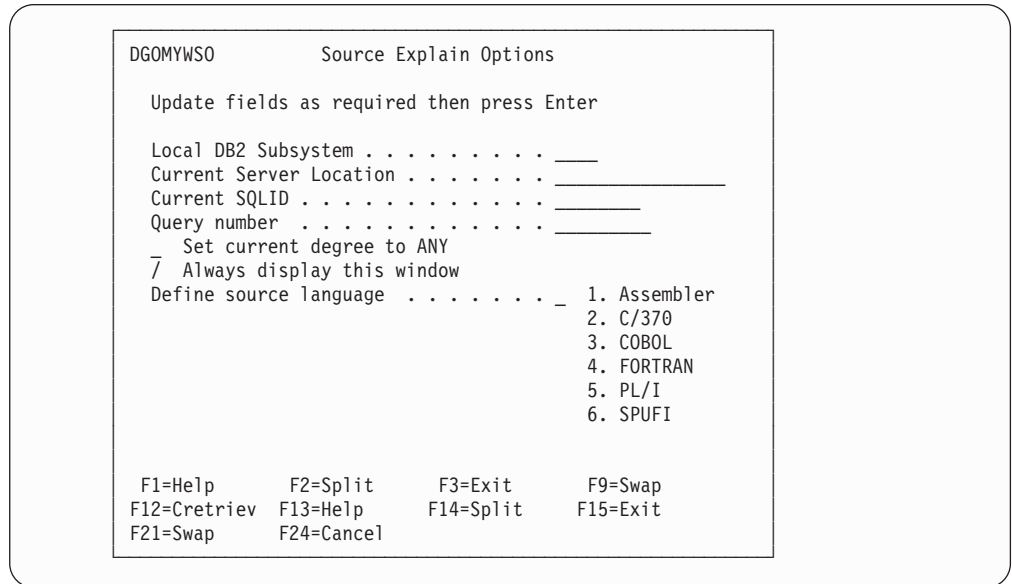 DGOMYWSO Source Explain Options
Update fields as required then press Enter
Local DB2 Subsystem . . . . . . . . . ____
Current Server Location . . . . . . . ________________
Current SQLID . . . . . . . . . . . . ________
Query number . . . . . . . . . . . . _________
_ Set current degree to ANY
/ Always display this window
Define source language . . . . . . . _ 1. Assembler
2. C/370
3. COBOL
4. FORTRAN
5. PL/I
6. SPUFI
F1=Help F2=Split F3=Exit F9=Swap
F12=Cretriev F13=Help F14=Split F15=Exit
F21=Swap F24=Cancel